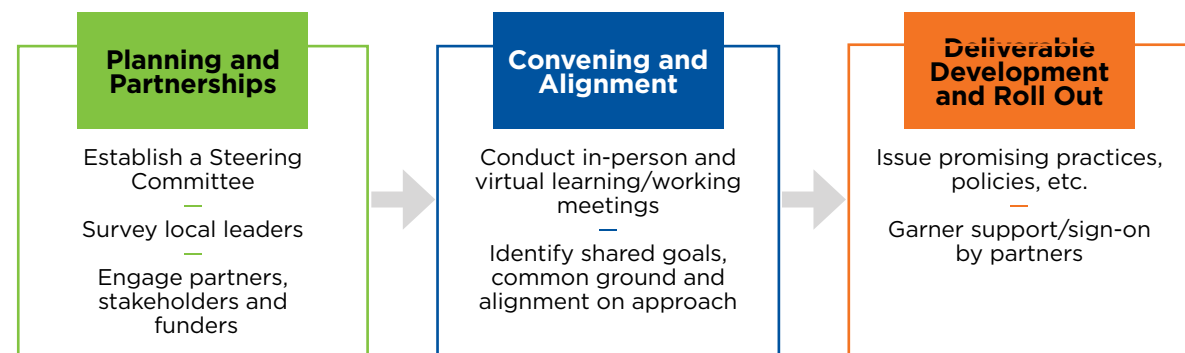 Planning and
Partnerships
Establish a Steering
Committee
Survey local leaders
Engage partners,
stakeholders and
funders
Convening and
Alignment
Conduct in-person and
virtual learning/working
meetings
Identify shared goals,
common ground and
alignment on approach
Deliverable
Development
and Roll Out
Issue promising practices,
policies, etc.
Garner support/sign-on
by partners